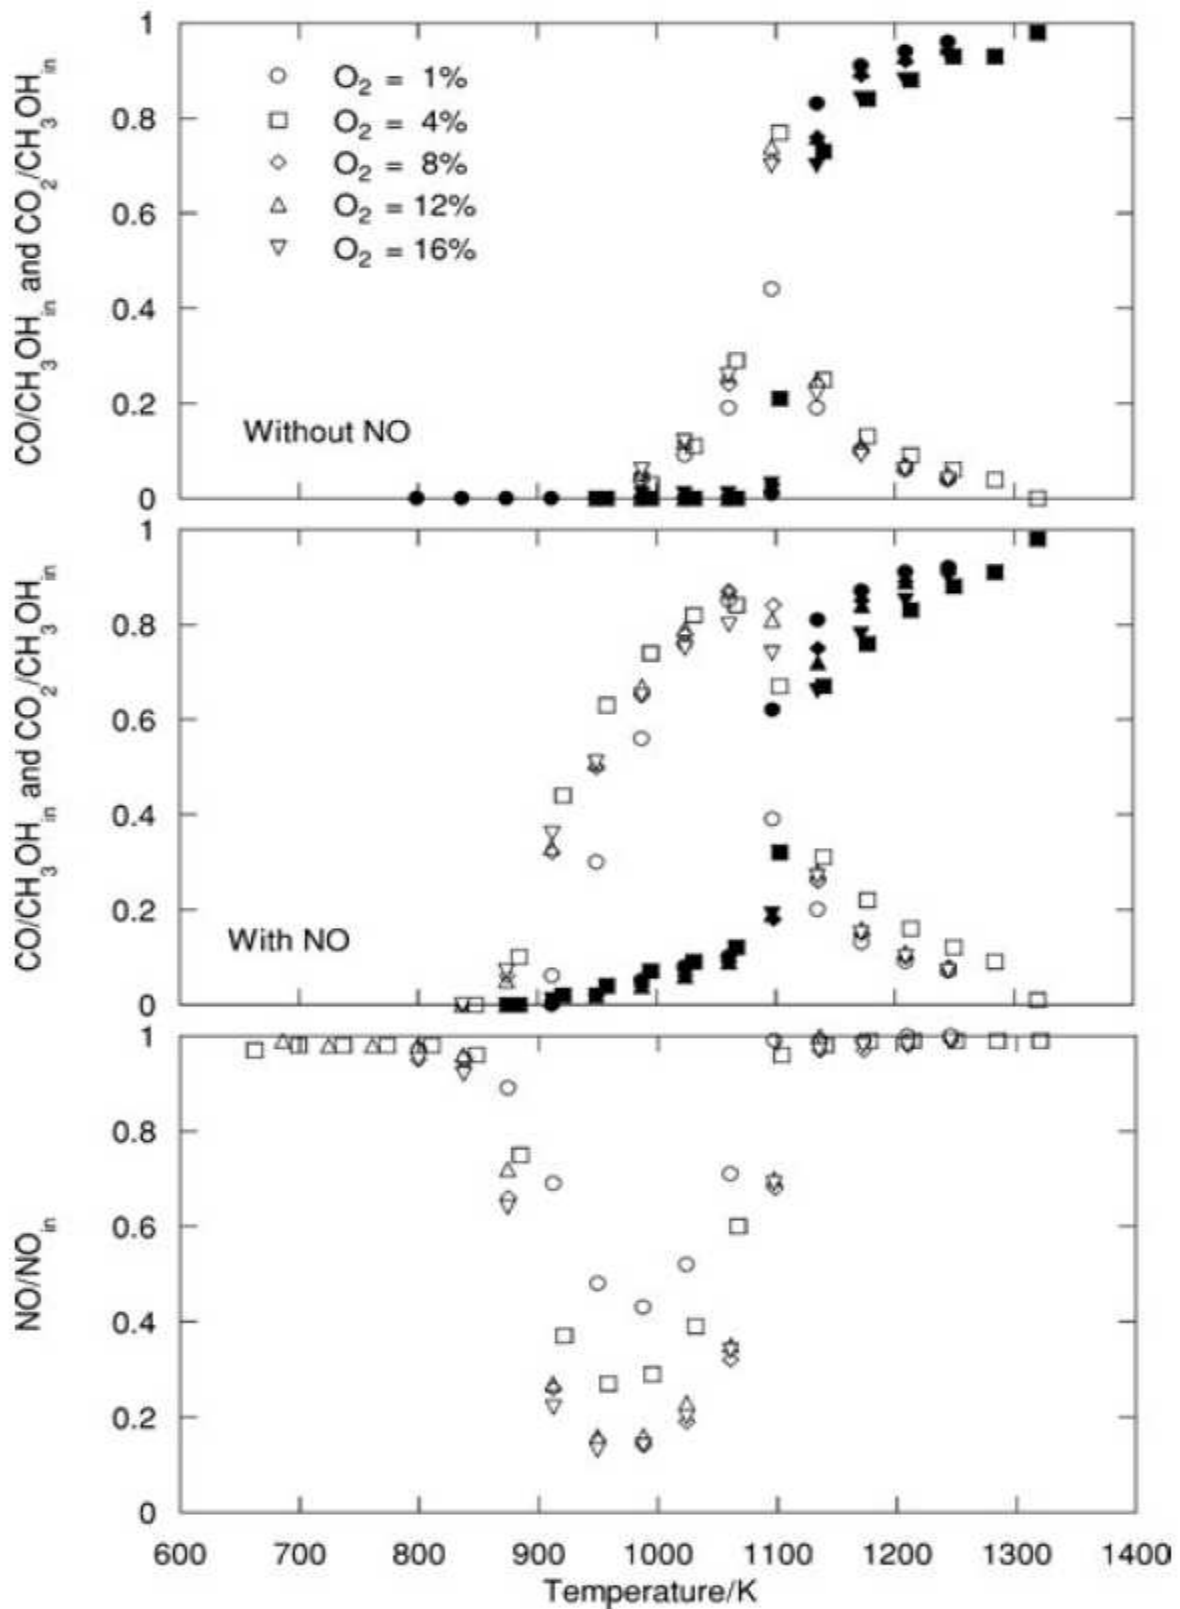 CO/CH3OHin and CO2/CH3OHin
1
0.8
0.6
0.4
0.2
0
O2 = 1%
O2 = 4%
O2 = 8%
O2 = 12%
O2 = 16%
Without NO
CO/CH3OHin and CO2/CH3OHin
1
0.8
0.6
0.4
0.2
0
With NO
NO/NOin
1
0.8
0.6
0.4
0.2
0
600 700 800 900 1000 1100 1200 1300 1400
Temperature/K